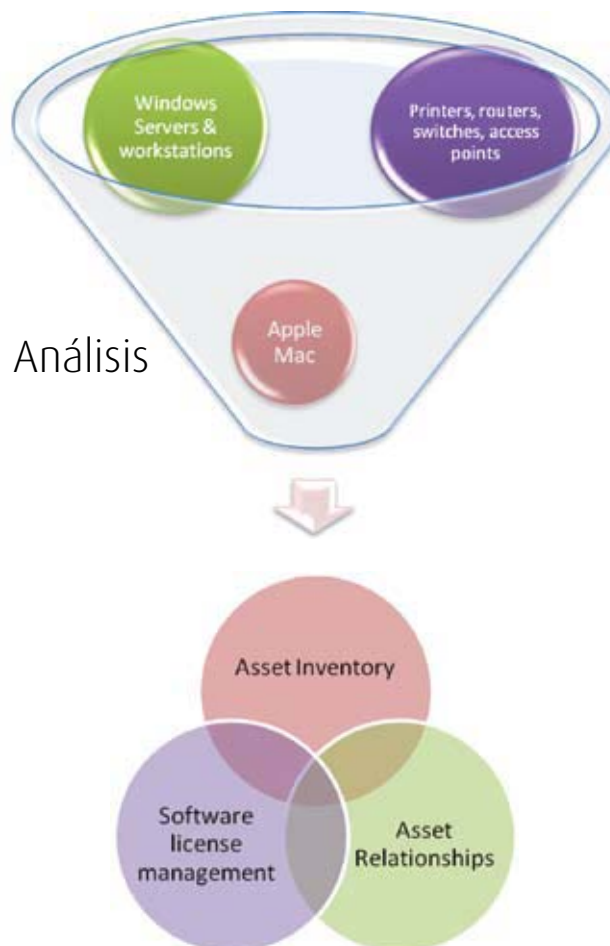 Windows
Servers &
workstations
Printers, routers,
switches, access
points
Apple
Mac
Análisis
Asset Inventory
Software
license
management
Asset
Relationships